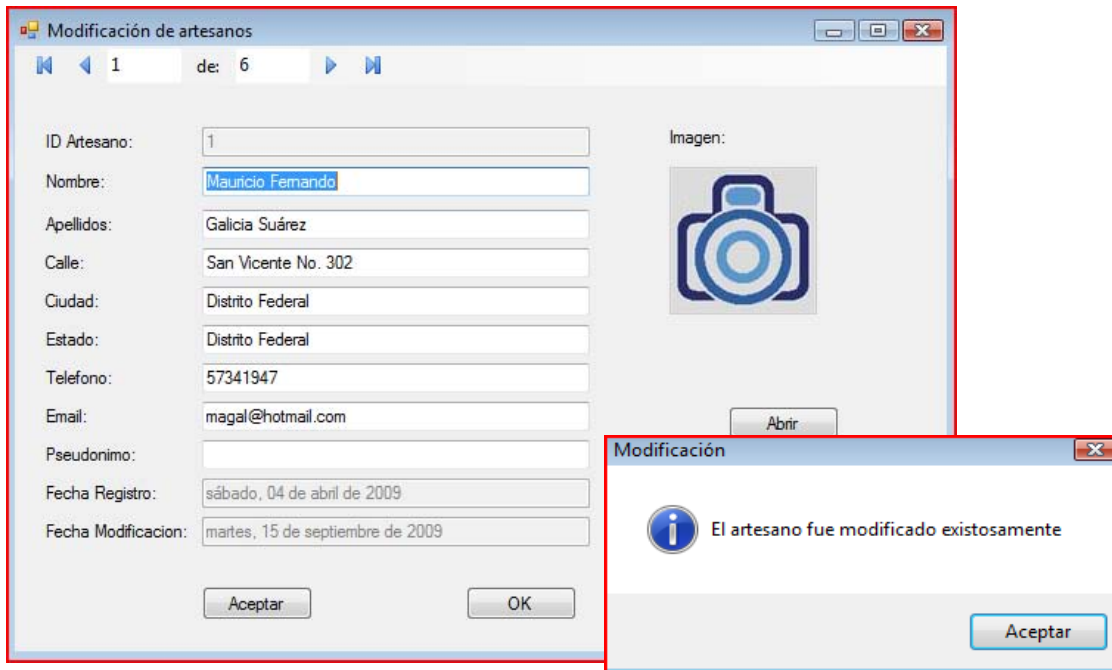 Modificación de artesanos
1 de: 6
ID Artesano: 1
Imagen:
Nombre: Mauricio Fernando
Apellidos: Galicia Suárez
Calle: San Vicente No. 302
Ciudad: Distrito Federal
Estado: Distrito Federal
Telefono: 57341947
Email: magal@hotmail.com
Abrir
Pseudonimo:
Fecha Registro: sábado, 04 de abril de 2009
Fecha Modificacion: martes, 15 de septiembre de 2009
Aceptar OK
Modificación
El artesano fue modificado existosamente
Aceptar